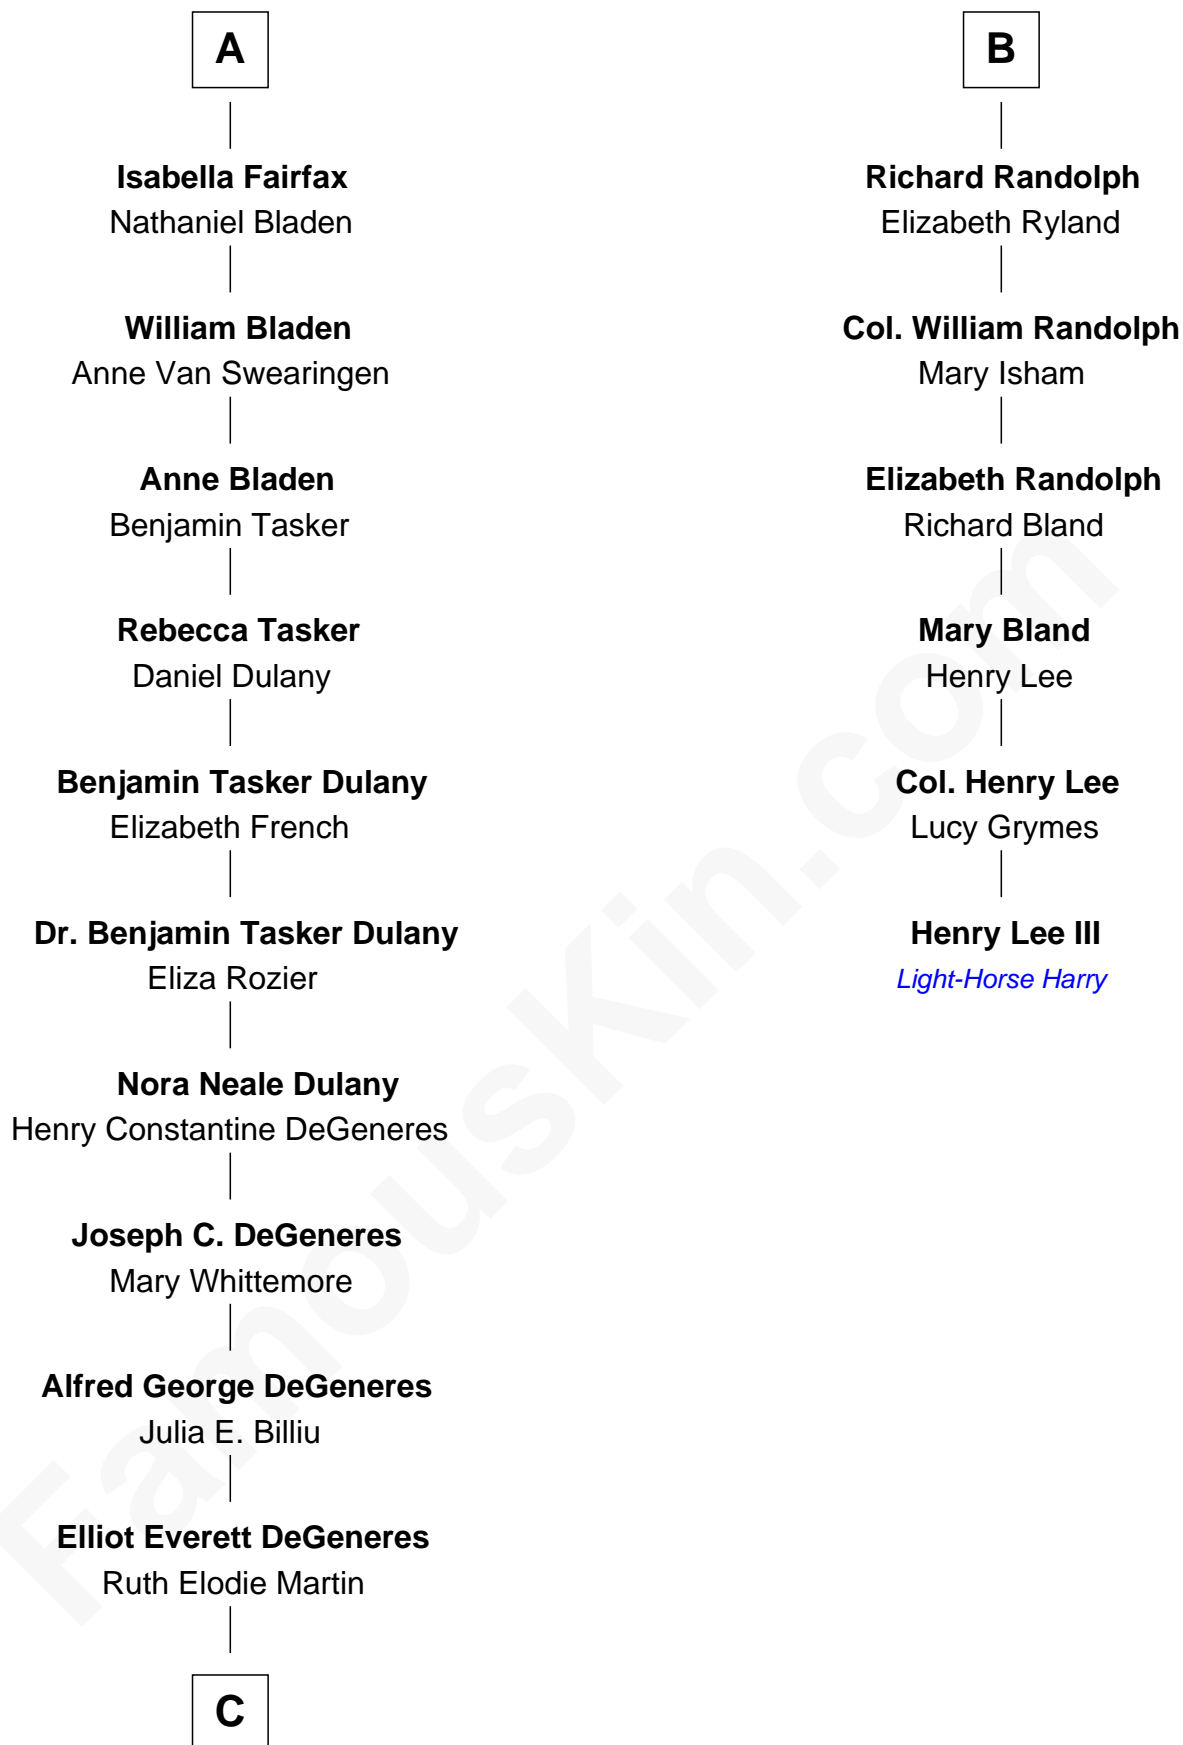 A
Isabella Fairfax
Nathaniel Bladen
William Bladen
Anne Van Swearingen
Anne Bladen
Benjamin Tasker
Rebecca Tasker
Daniel Dulany
Benjamin Tasker Dulany
Elizabeth French
Dr. Benjamin Tasker Dulany
Eliza Rozier
Nora Neale Dulany
Henry Constantine DeGeneres
Joseph C. DeGeneres
Mary Whittemore
Alfred George DeGeneres
Julia E. Billiu
Elliot Everett DeGeneres
Ruth Elodie Martin
C
B
Richard Randolph
Elizabeth Ryland
Col. William Randolph
Mary Isham
Elizabeth Randolph
Richard Bland
Mary Bland
Henry Lee
Col. Henry Lee
Lucy Grymes
Henry Lee III
Light-Horse Harry
FamousKin.com